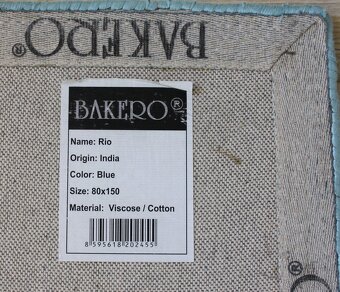 BAKERO®
BAKERO®
Name: Rio
Origin: India
Color: Blue
Size: 80x150
Material: Viscose / Cotton
8595618202455